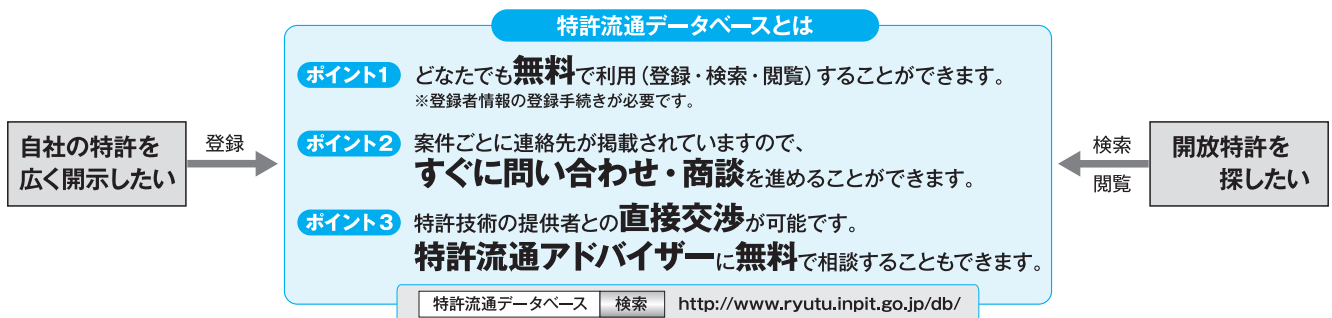 特許流通データベースとは
ポイント1 どなたでも無料で利用(登録・検索・閲覧)することができます。
※登録者情報の登録手続きが必要です。
ポイント2 案件ごとに連絡先が掲載されていますので、
すぐに問い合わせ・商談を進めることができます。
ポイント3 特許技術の提供者との直接交渉が可能です。
特許流通アドバイザーに無料で相談することもできます。
特許流通データベース 検索 http://www.ryutu.inpit.go.jp/db/
自社の特許を
広く開示したい
登録
検索
閲覧
開放特許を
探したい